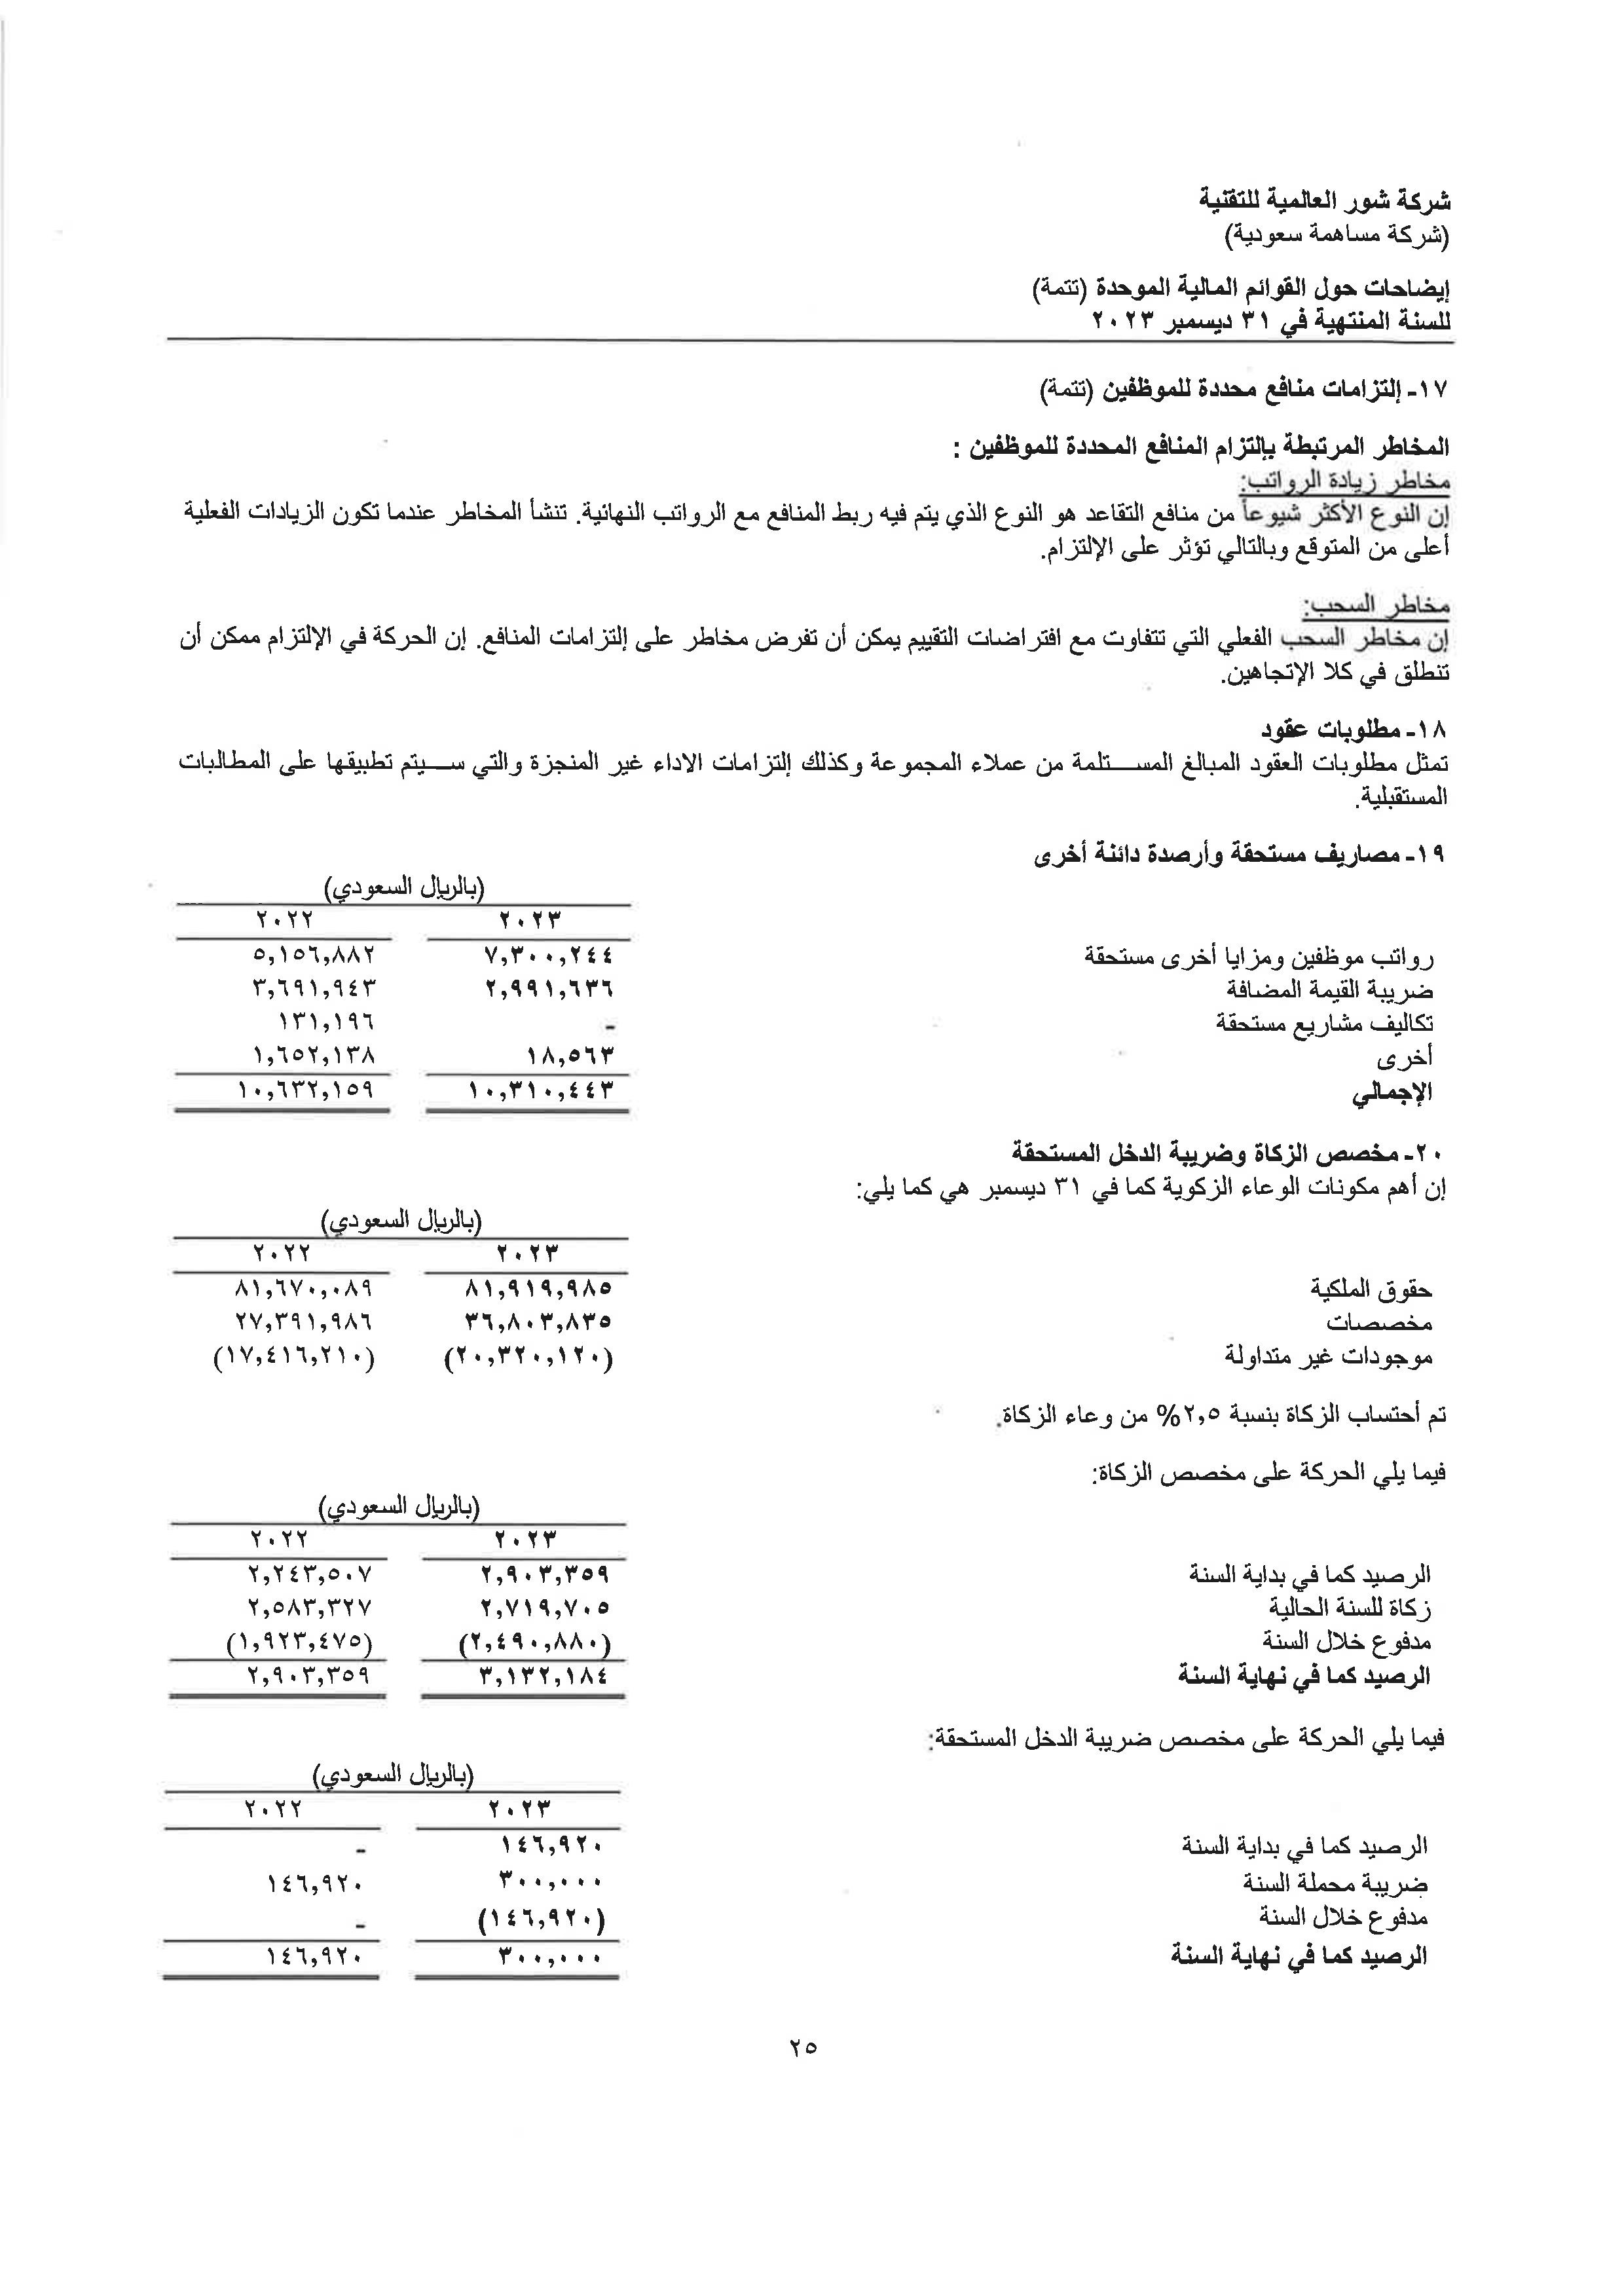 شركة شور العالمية للتقنية
(شركة مساهمة سعودية)
إيضاحات حول القوائم المالية الموحدة (تتمة)
للسنة المنتهية في ٣١ ديسمبر ٢٠٢٣
١٧- إلتزامات منافع محددة للموظفين (تتمة)
المخاطر المرتبطة بإلتزام المنافع المحددة للموظفين :
مخاطر زيادة الرواتب:
إن النوع الأكثر شيوعاً من منافع التقاعد هو النوع الذي يتم فيه ربط المنافع مع الرواتب النهائية. تنشأ المخاطر عندما تكون الزيادات الفعلية
أعلى من المتوقع وبالتالي تؤثر على الإلتزام.
مخاطر السحب:
إن مخاطر السحب الفعلي التي تتفاوت مع افتراضات التقييم يمكن أن تفرض مخاطر على إلتزامات المنافع. إن الحركة في الإلتزام ممكن أن
تنطلق في كلا الإتجاهين.
١٨- مطلوبات عقود
تمثل مطلوبات العقود المبالغ المستلمة من عملاء المجموعة وكذلك إلتزامات الاداء غير المنجزة والتي سيتم تطبيقها على المطالبات
المستقبلية.
١٩- مصاريف مستحقة وأرصدة دائنة أخرى
(بالريال السعودي)
٢٠٢٣ ٢٠٢٢
رواتب موظفين ومزايا أخرى مستحقة ٧,٣٠٠,٢٤٤ ٥,١٥٦,٨٨٢
ضريبة القيمة المضافة ٢,٩٩١,٦٣٦ ٣,٦٩١,٩٤٣
تكاليف مشاريع مستحقة - ١٣١,١٩٦
أخرى ١٨,٥٦٣ ١,٦٥٢,١٣٨
الإجمالي ١٠,٣١٠,٤٤٣ ١٠,٦٣٢,١٥٩
٢٠- مخصص الزكاة وضريبة الدخل المستحقة
إن أهم مكونات الوعاء الزكوية كما في ٣١ ديسمبر هي كما يلي:
(بالريال السعودي)
٢٠٢٣ ٢٠٢٢
حقوق الملكية ٨١,٩١٩,٩٨٥ ٨١,٦٧٠,٠٨٩
مخصصات ٣٦,٨٠٣,٨٣٥ ٢٧,٣٩١,٩٨٦
موجودات غير متداولة (٢٠,٣٢٠,١٢٠) (١٧,٤١٦,٢١٠)
تم أحتساب الزكاة بنسبة ٢,٥% من وعاء الزكاة.
فيما يلي الحركة على مخصص الزكاة:
(بالريال السعودي)
٢٠٢٣ ٢٠٢٢
الرصيد كما في بداية السنة ٢,٩٠٣,٣٥٩ ٢,٢٤٣,٥٠٧
زكاة للسنة الحالية ٢,٧١٩,٧٠٥ ٢,٥٨٣,٣٢٧
مدفوع خلال السنة (٢,٤٩٠,٨٨٠) (١,٩٢٣,٤٧٥)
الرصيد كما في نهاية السنة ٣,١٣٢,١٨٤ ٢,٩٠٣,٣٥٩
فيما يلي الحركة على مخصص ضريبة الدخل المستحقة:
(بالريال السعودي)
٢٠٢٣ ٢٠٢٢
الرصيد كما في بداية السنة ١٤٦,٩٢٠ -
ضريبة محملة السنة ٣٠٠,٠٠٠ ١٤٦,٩٢٠
مدفوع خلال السنة (١٤٦,٩٢٠) -
الرصيد كما في نهاية السنة ٣٠٠,٠٠٠ ١٤٦,٩٢٠
٢٥